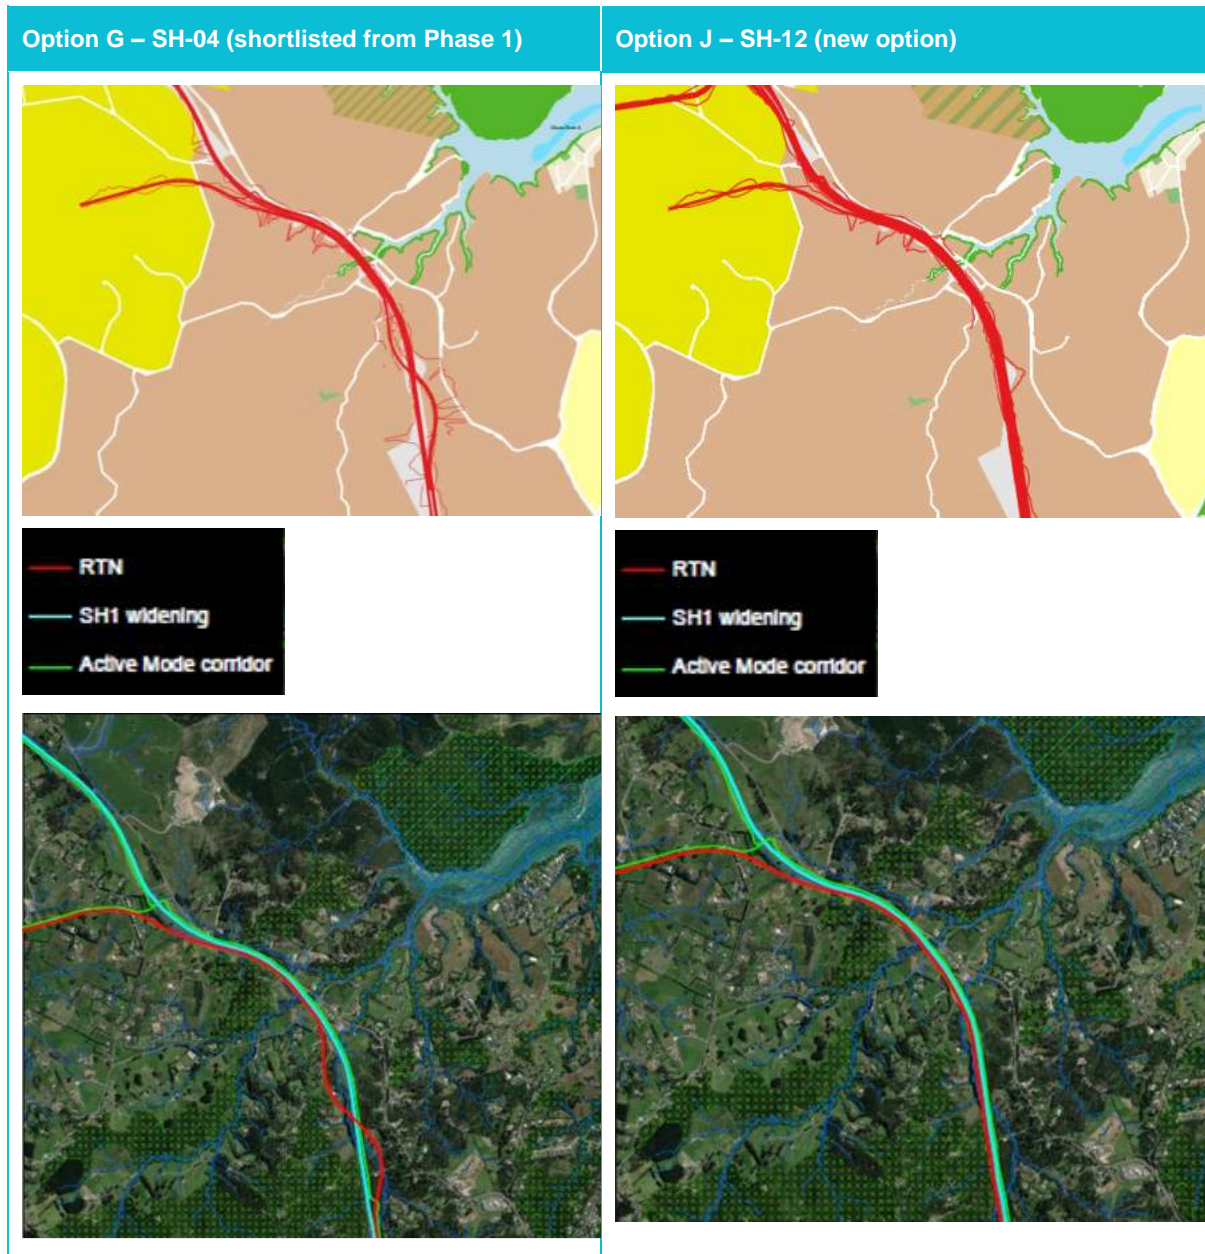 Option G – SH-04 (shortlisted from Phase 1)
Option J – SH-12 (new option)
RTN
SH1 widening
Active Mode corridor
RTN
SH1 widening
Active Mode corridor